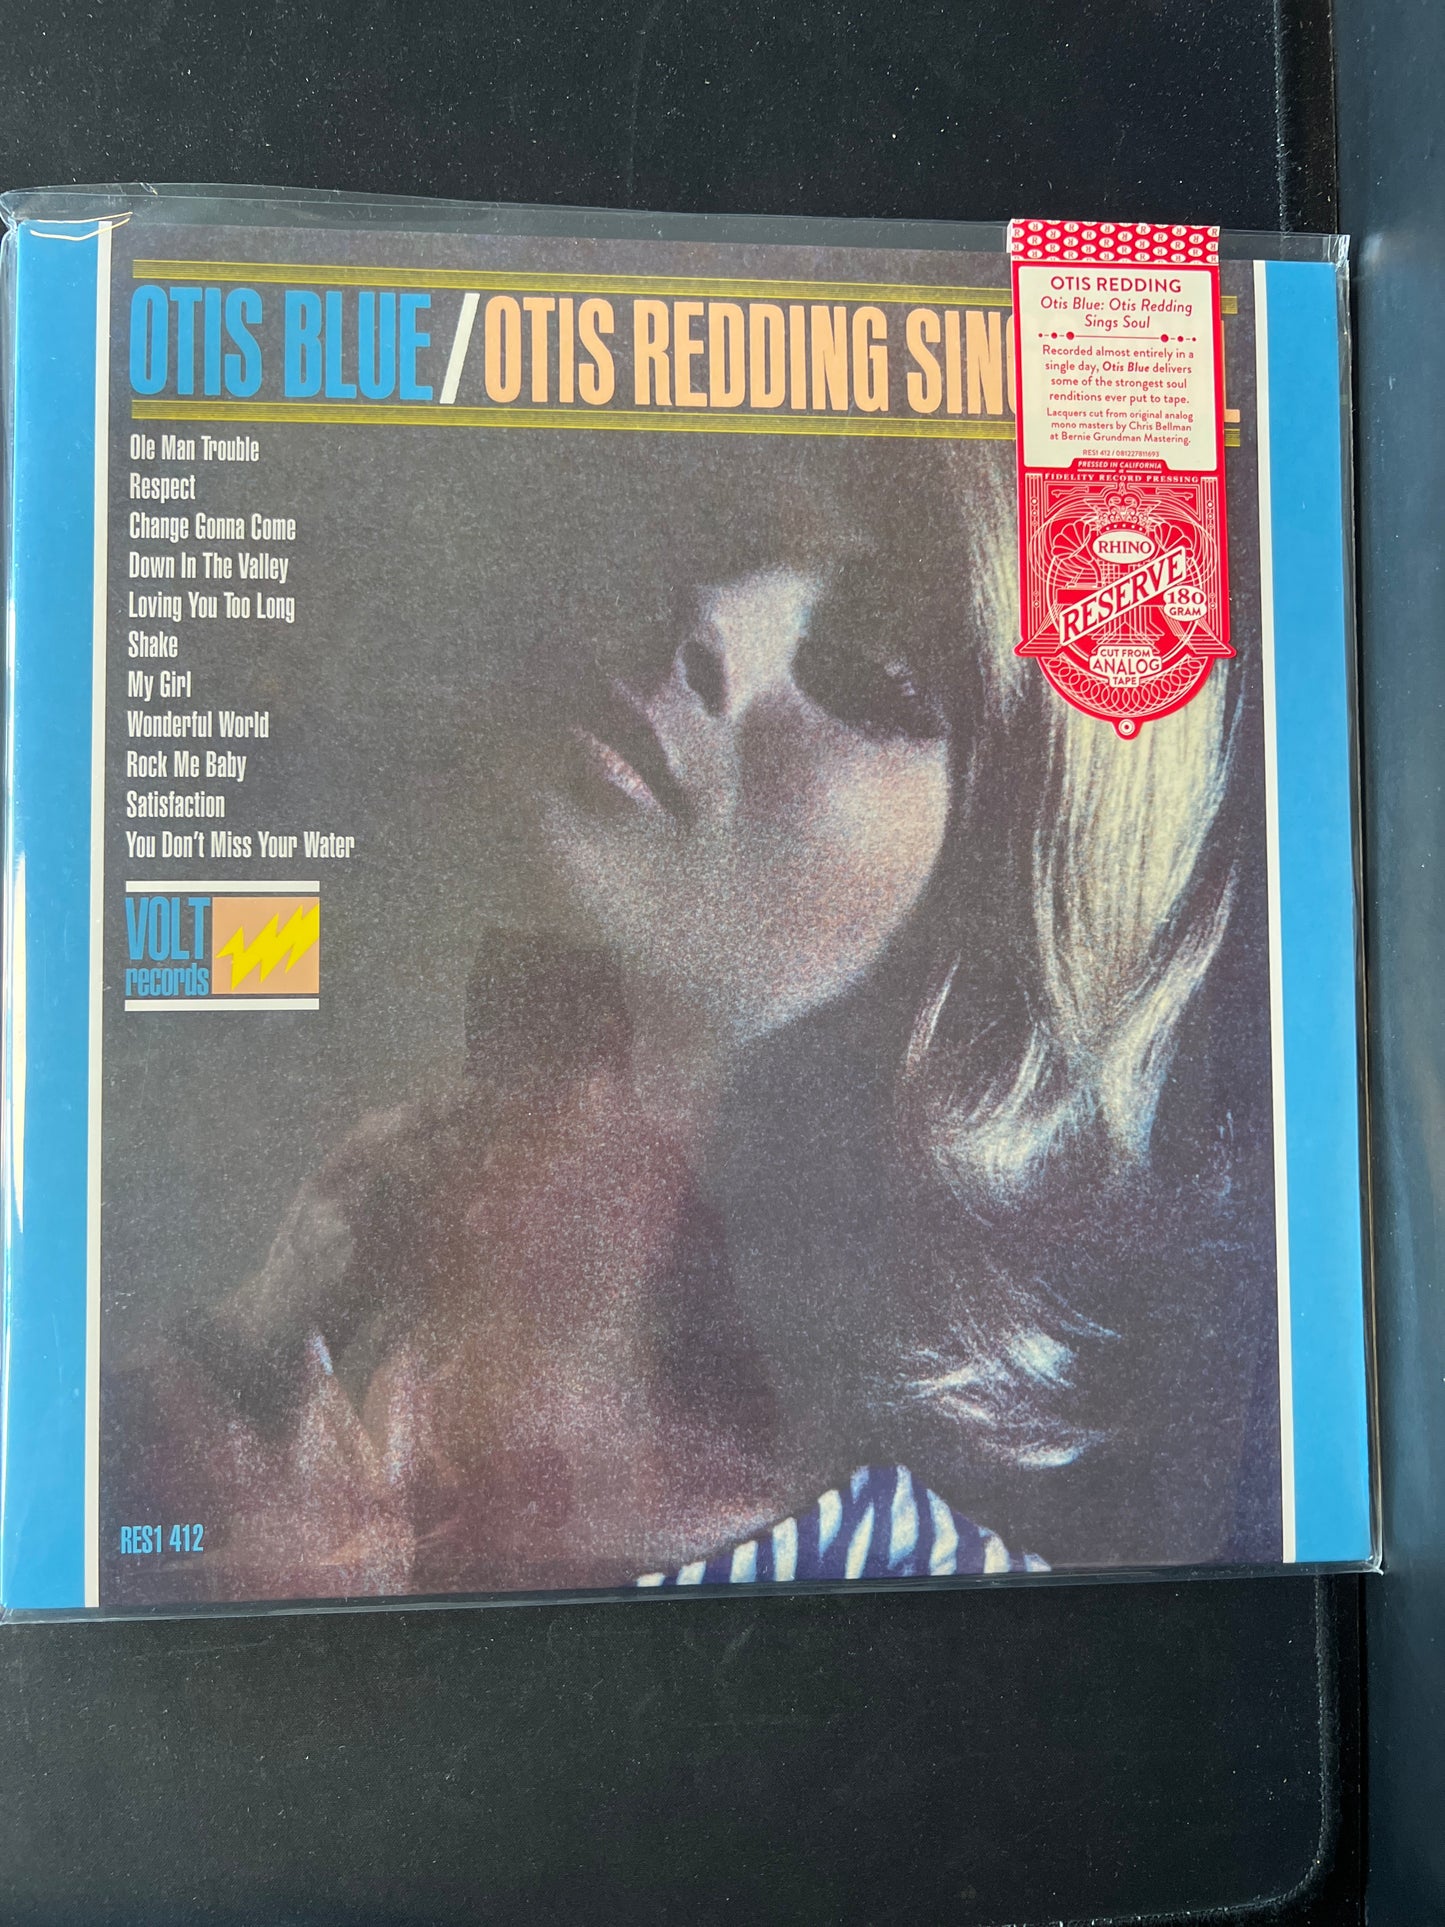 OTIS BLUE/OTIS REDDING
Ole Man Trouble
Respect
Change Gonna Come
Down In The Valley
Loving You Too Long
Shake
My Girl
Wonderful World
Rock Me Baby
Satisfaction
You Don't Miss Your Water
VOLT
records
RES1 412
OTIS REDDING
Otis Blue: Otis Redding
Sings Soul
Recorded almost entirely in a
single day, Otis Blue delivers
some of the strongest soul
renditions ever put to tape.
Lacquers cut from original analog
mono masters by Chris Bellman
at Bernie Grundman Mastering.
RES1 412 / 081227811693
PRESSED IN CALIFORNIA
FIDELITY RECORD PRESSING
RHINO
RESERVE
180
GRAM
CUT FROM
ANALOG
TAPE